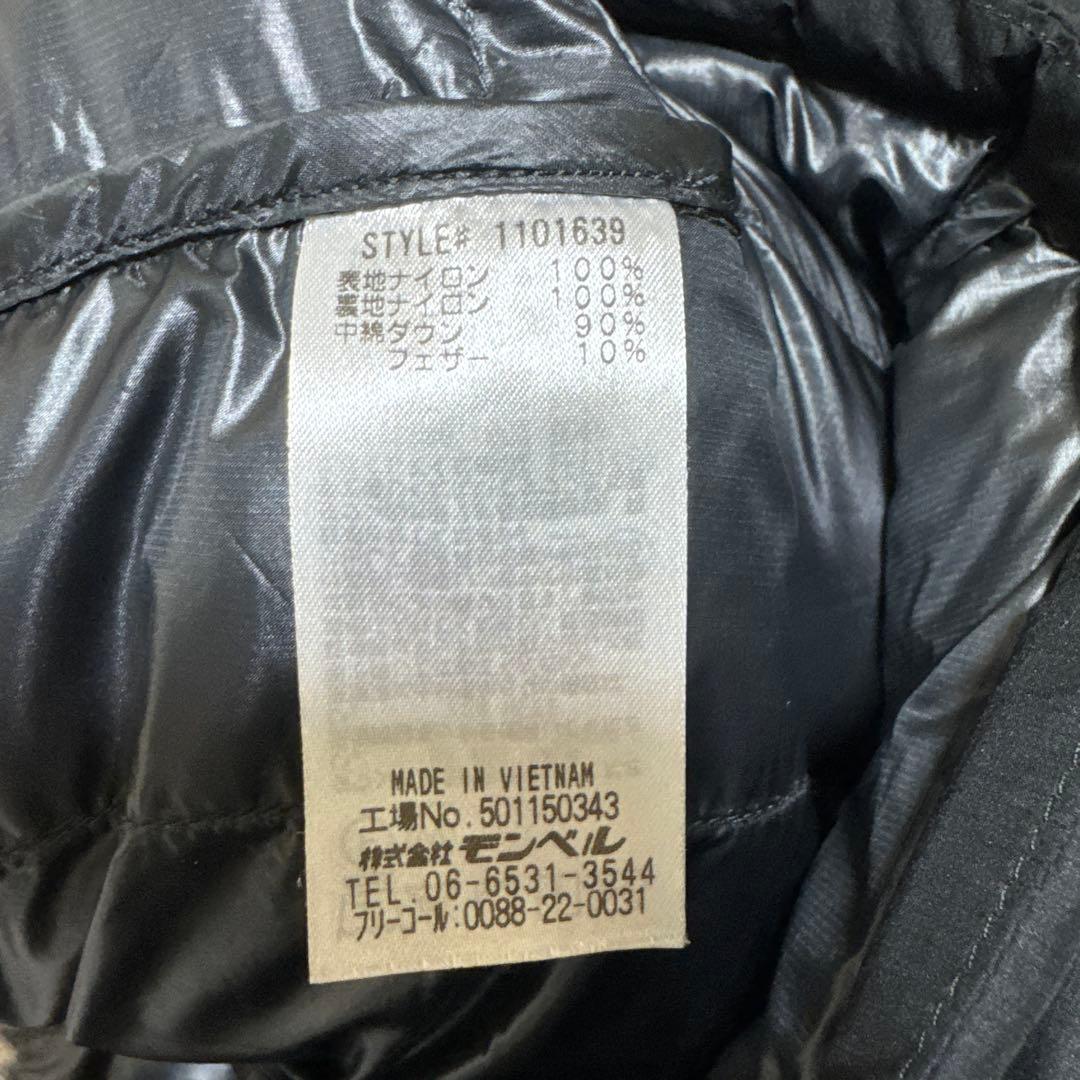 STYLE# 1101639
表地ナイロン 100%
裏地ナイロン 100%
中綿ダウン 90%
フェザー 10%
MADE IN VIETNAM
工場No.501150343
株式会社モンベル
TEL.06-6531-3544
フリーコール:0088-22-0031